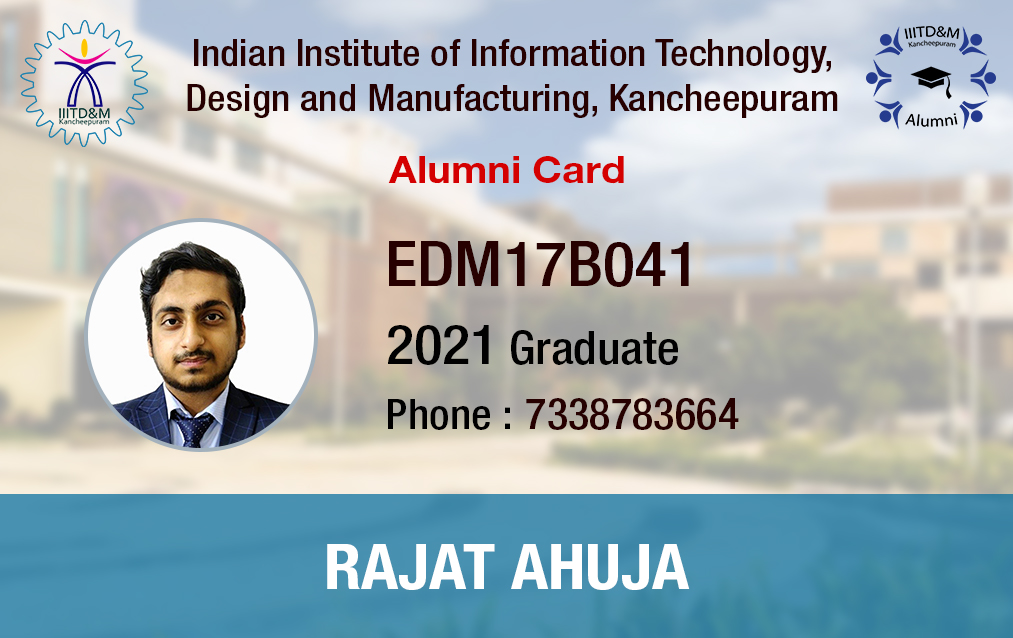 IIITD&M
Kancheepuram
Indian Institute of Information Technology,
Design and Manufacturing, Kancheepuram
IIITD&M
Kancheepuram
Alumni
Alumni Card
EDM17B041
2021 Graduate
Phone : 7338783664
RAJAT AHUJA